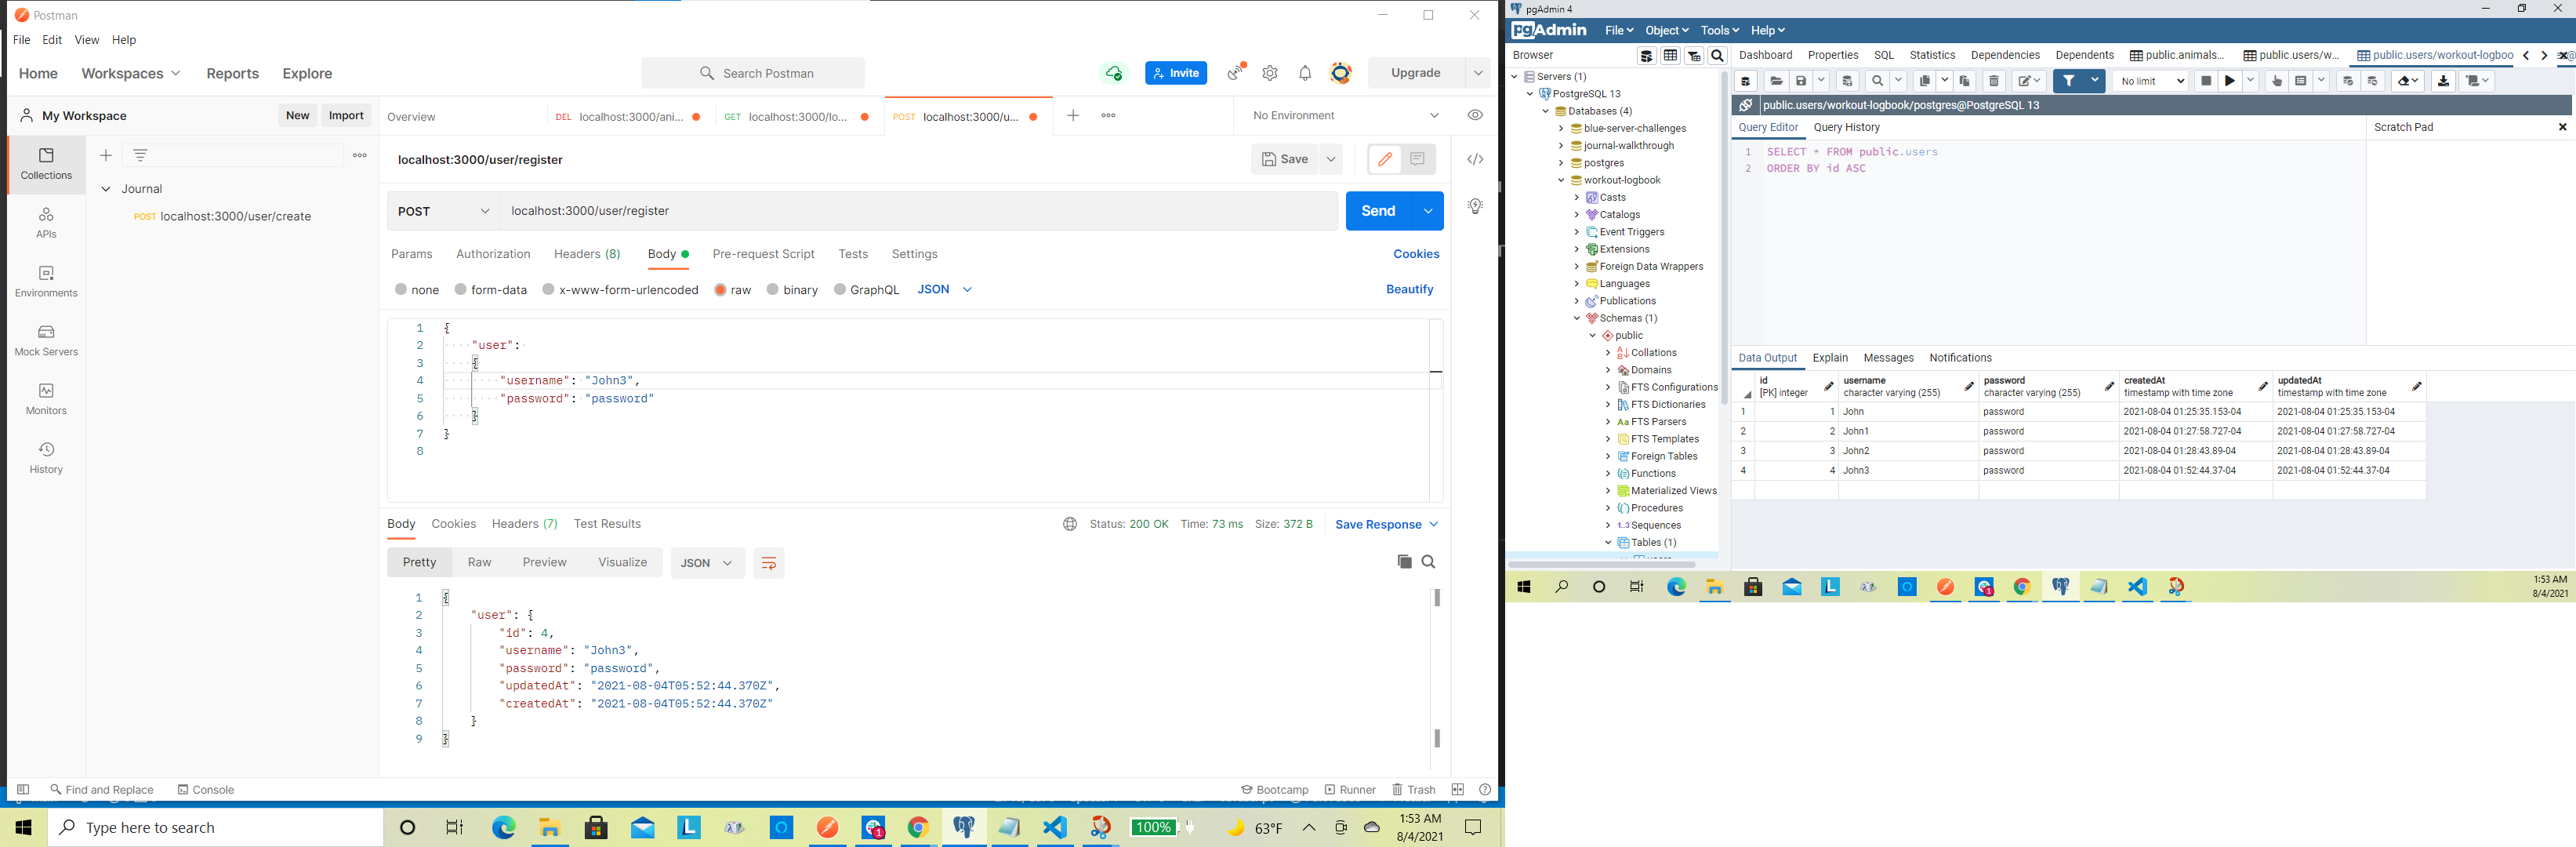 Postman
File Edit View Help
Home Workspaces Reports Explore
Search Postman
Invite
Upgrade
My Workspace
New
Import
Overview
DEL localhost:3000/ani...
GET localhost:3000/lo...
POST localhost:3000/u...
No Environment
Collections
APIs
Environments
Mock Servers
Monitors
History
Journal
POST localhost:3000/user/create
localhost:3000/user/register
Save
POST
localhost:3000/user/register
Send
Params Authorization Headers (8) Body Pre-request Script Tests Settings
Cookies
none form-data x-www-form-urlencoded raw binary GraphQL JSON
Beautify
1 {
2 "user":
3 {
4 "username": "John3",
5 "password": "password"
6 }
7 }
8
Body Cookies Headers (7) Test Results
Status: 200 OK Time: 73 ms Size: 372 B
Save Response
Pretty Raw Preview Visualize JSON
1 {
2 "user": {
3 "id": 4,
4 "username": "John3",
5 "password": "password",
6 "updatedAt": "2021-08-04T05:52:44.370Z",
7 "createdAt": "2021-08-04T05:52:44.370Z"
8 }
9 }
Find and Replace Console
Bootcamp Runner Trash
Type here to search
1
100%
63°F
1:53 AM
8/4/2021
pgAdmin 4
pgAdmin File Object Tools Help
Browser
Dashboard Properties SQL Statistics Dependencies Dependents public.animals... public.users/w... public.users/workout-logboo
No limit
public.users/workout-logbook/postgres@PostgreSQL 13
Query Editor Query History
Scratch Pad
1 SELECT * FROM public.users
2 ORDER BY id ASC
Servers (1)
PostgreSQL 13
Databases (4)
blue-server-challenges
journal-walkthrough
postgres
workout-logbook
Casts
Catalogs
Event Triggers
Extensions
Foreign Data Wrappers
Languages
Publications
Schemas (1)
public
Collations
Domains
FTS Configurations
FTS Dictionaries
FTS Parsers
FTS Templates
Foreign Tables
Functions
Materialized Views
Procedures
Sequences
Tables (1)
Data Output Explain Messages Notifications
id username password createdAt updatedAt
[PK] integer character varying (255) character varying (255) timestamp with time zone timestamp with time zone
1 1 John password 2021-08-04 01:25:35.153-04 2021-08-04 01:25:35.153-04
2 2 John1 password 2021-08-04 01:27:58.727-04 2021-08-04 01:27:58.727-04
3 3 John2 password 2021-08-04 01:28:43.89-04 2021-08-04 01:28:43.89-04
4 4 John3 password 2021-08-04 01:52:44.37-04 2021-08-04 01:52:44.37-04
1
1:53 AM
8/4/2021